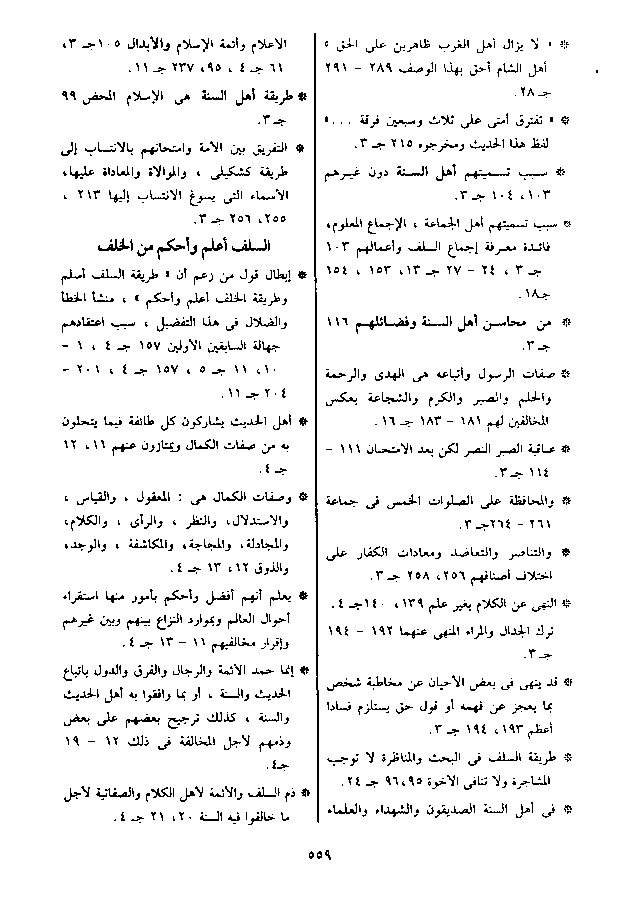 * « لا يزال أهل الغرب ظاهرين على الحق »
أهل الشام أحق بهذا الوصف ٢٨٩ – ٢٩١
جـ ٢٨.
* « تفترق أمتى على ثلاث وسبعين فرقة ... »
لفظ هذا الحديث ومخرجوه ٢١٥ جـ ٣.
* سبب تسميتهم أهل السنة دون غيرهم
١٠٣، ١٠٤ جـ ٣.
* سبب تسميتهم أهل الجماعة ، الإجماع المعلوم،
فائدة معرفة إجماع السلف وأعمالهم ١٠٣
جـ ٣ ، ٢٤ – ٢٧ جـ ١٣، ١٥٣ ، ١٥٤
جـ١٨.
* من محاسن أهل السنة وفضائلهم ١١٦
جـ ٣.
* صفات الرسول وأتباعه هى الهدى والرحمة
والحلم والصبر والكرم والشجاعة بعكس
المخالفين لهم ١٨١ – ١٨٣ جـ ١٦.
* عاقبة الصبر النصر لكن بعد الامتحان ١١١ –
١١٤ جـ ٣.
* والمحافظة على الصلوات الخمس فى جماعة
٢٦١ – ٢٦٤جـ ٣.
* والتناصر والتعاضد ومعادات الكفار على
اختلاف أصنافهم ٢٥٦، ٢٥٨ جـ ٣.
* النهى عن الكلام بغير علم ١٣٩، ١٤٠جـ ٤.
ترك الجدال والمراء المنهى عنهما ١٩٢ – ١٩٤
جـ ٣.
* قد ينهى فى بعض الأحيان عن مخاطبة شخص
بما يعجز عن فهمه أو قول حق يستلزم فسادا
أعظم ١٩٣، ١٩٤ جـ ٣.
* طريقة السلف فى البحث والمناظرة لا توجب
المشاجرة ولا تنافى الأخوة ٩٥، ٩٦ جـ ٢٤.
* فى أهل السنة الصديقون والشهداء والعلماء
الاعلام وأئمة الإسلام والأبدال ١٠٥ جـ ٣،
٦١ جـ ٤ ، ٩٥، ٢٣٧ جـ ١١.
* طريقة أهل السنة هى الإسلام المحض ٩٩
جـ ٣.
* التفريق بين الأمة وامتحانهم بالانتساب إلى
طريقة كشكيلى ، والموالاة والمعاداة عليها،
الأسماء التى يسوغ الانتساب إليها ٢١٣ ،
٢٥٥، ٢٥٦ جـ ٣.
السلف أعلم وأحكم من الخلف
* إبطال قول من زعم أن « طريقة السلف أسلم
وطريقة الخلف أعلم وأحكم » ، منشأ الخطأ
والضلال فى هذا التفضيل ، سبب اعتقادهم
جهالة السابقين الأولين ١٥٧ جـ ٤ ، ١ –
١٠، ١١ جـ ٥ ، ١٥٧ جـ ٤ ، ٢٠١ –
٢٠٤ جـ ١١.
* أهل الحديث يشاركون كل طائفة فيما يتحلون
به من صفات الكمال ويمتازون عنهم ١١، ١٢
جـ ٤.
* وصفات الكمال هى : المعقول ، والقياس ،
والاستدلال، والنظر ، والرأى ، والكلام،
والمجادلة، والمحاجة، والمكاشفة ، والوجد،
والذوق ١٢، ١٣ جـ ٤.
* يعلم أنهم أفضل وأحكم بأمور منها استقراء
أحوال العالم وبموارد النزاع بينهم وبين غيرهم
وإقرار مخالفيهم ١١ – ١٣ جـ ٤.
* إنما حمد الأئمة والرجال والفرق والدول باتباع
الحديث والسنة ، أو بما وافقوا به أهل الحديث
والسنة ، كذلك ترجيح بعضهم على بعض
وذمهم لأجل المخالفة فى ذلك ١٢ – ١٩
جـ٤.
* ذم السلف والأئمة لأهل الكلام والصفاتية لأجل
ما خالفوا فيه السنة ٢٠، ٢١ جـ ٤.
٥٥٩